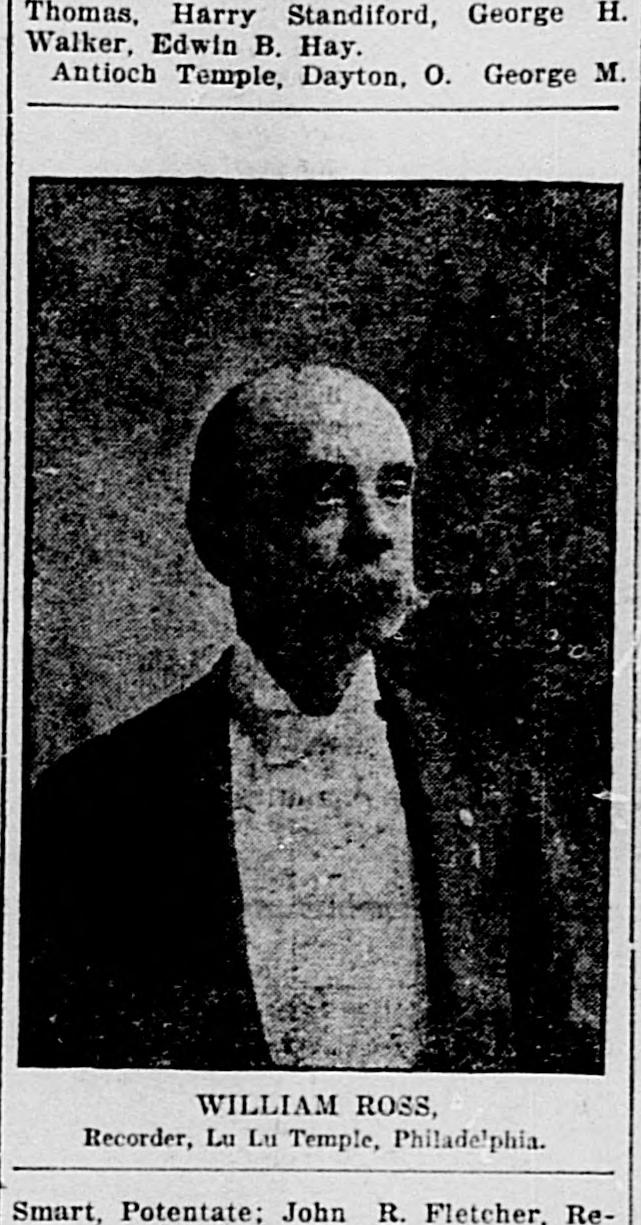 Thomas, Harry Standiford, George H.
Walker, Edwin B. Hay.
Antioch Temple, Dayton, O. George M.
WILLIAM ROSS,
Recorder, Lu Lu Temple, Philadelphia.
Smart, Potentate; John R. Fletcher, Re-